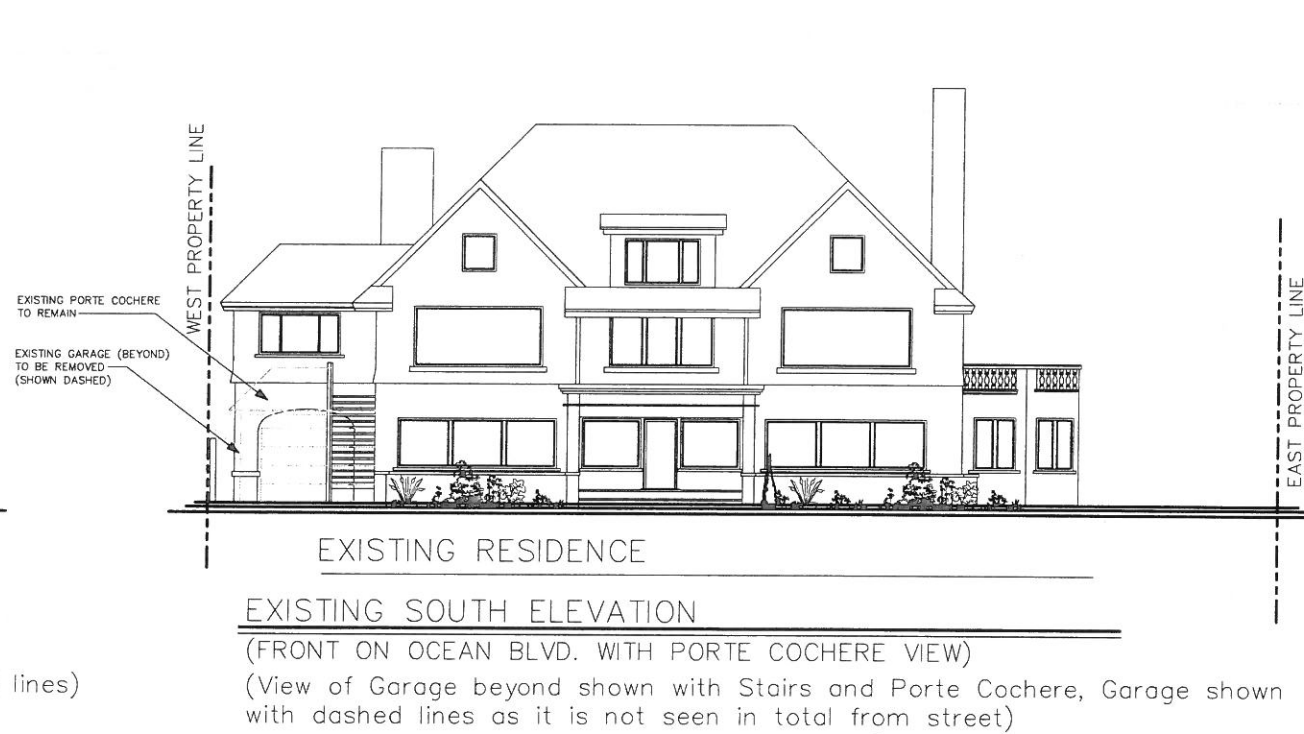 WEST PROPERTY LINE
EXISTING PORTE COCHERE
TO REMAIN
EXISTING GARAGE (BEYOND)
TO BE REMOVED
(SHOWN DASHED)
EAST PROPERTY LINE
EXISTING RESIDENCE
EXISTING SOUTH ELEVATION
(FRONT ON OCEAN BLVD. WITH PORTE COCHERE VIEW)
lines)
(View of Garage beyond shown with Stairs and Porte Cochere, Garage shown
with dashed lines as it is not seen in total from street)